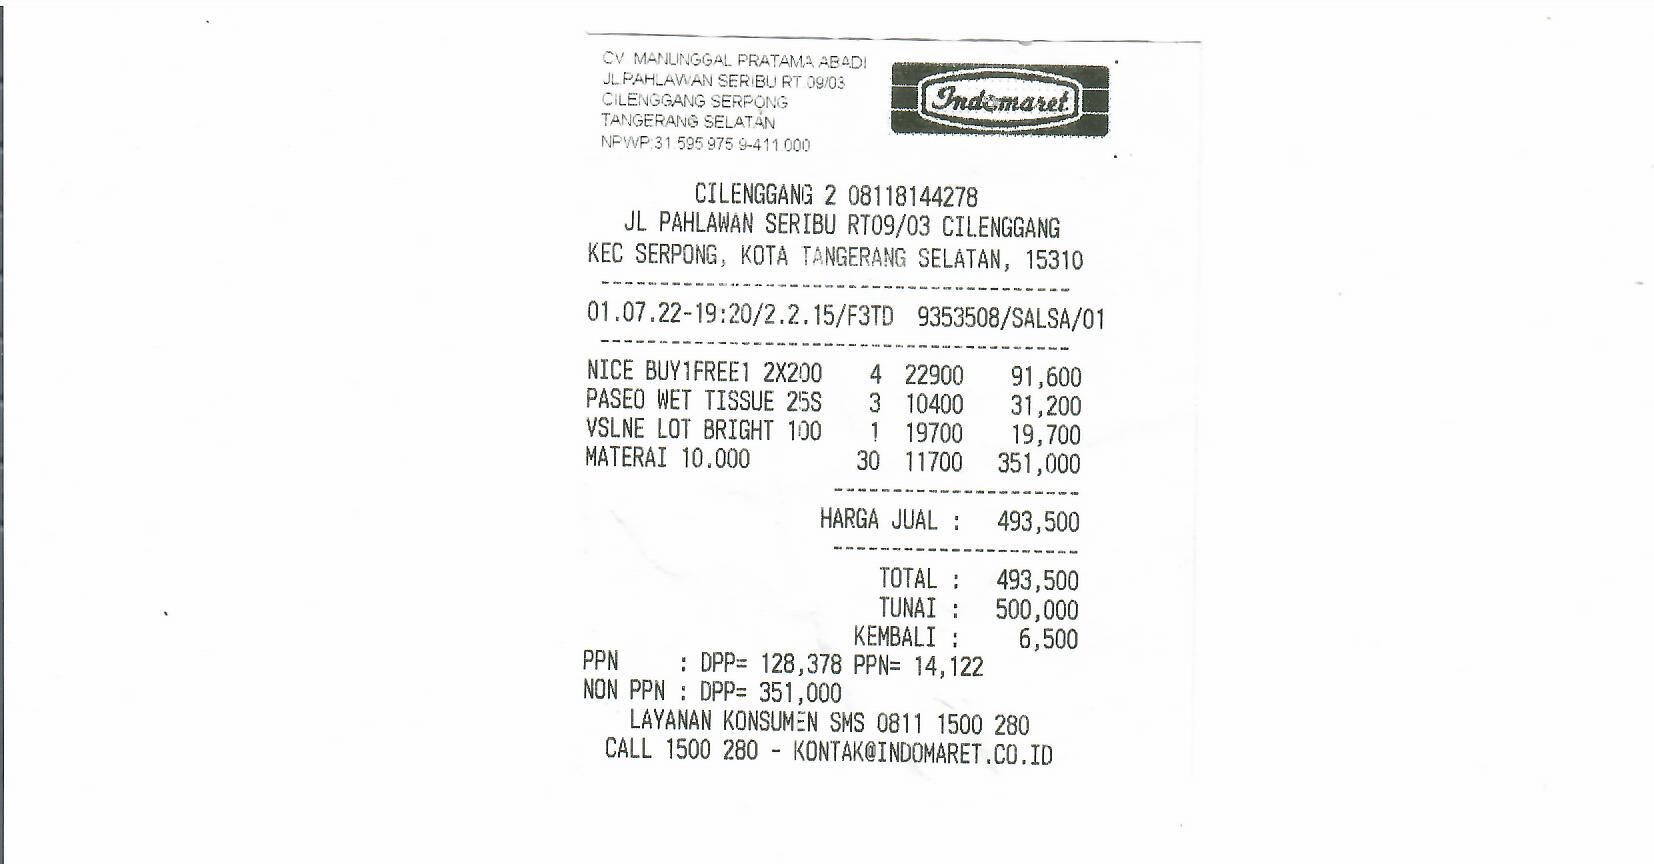 CV MANUNGGAL PRATAMA ABADI
JL.PAHLAWAN SERIBU RT 09/03
CILENGGANG SERPONG
TANGERANG SELATAN
NPWP:31 595 975 9-411 000
Indomaret
CILENGGANG 2 08118144278
JL PAHLAWAN SERIBU RT09/03 CILENGGANG
KEC SERPONG, KOTA TANGERANG SELATAN, 15310
01.07.22-19:20/2.2.15/F3TD 9353508/SALSA/01
NICE BUY1FREE1 2X200 4 22900 91,600
PASEO WET TISSUE 25S 3 10400 31,200
VSLNE LOT BRIGHT 100 1 19700 19,700
MATERAI 10.000 30 11700 351,000
HARGA JUAL : 493,500
TOTAL : 493,500
TUNAI : 500,000
KEMBALI : 6,500
PPN : DPP= 128,378 PPN= 14,122
NON PPN : DPP= 351,000
LAYANAN KONSUMEN SMS 0811 1500 280
CALL 1500 280 - KONTAK@INDOMARET.CO.ID